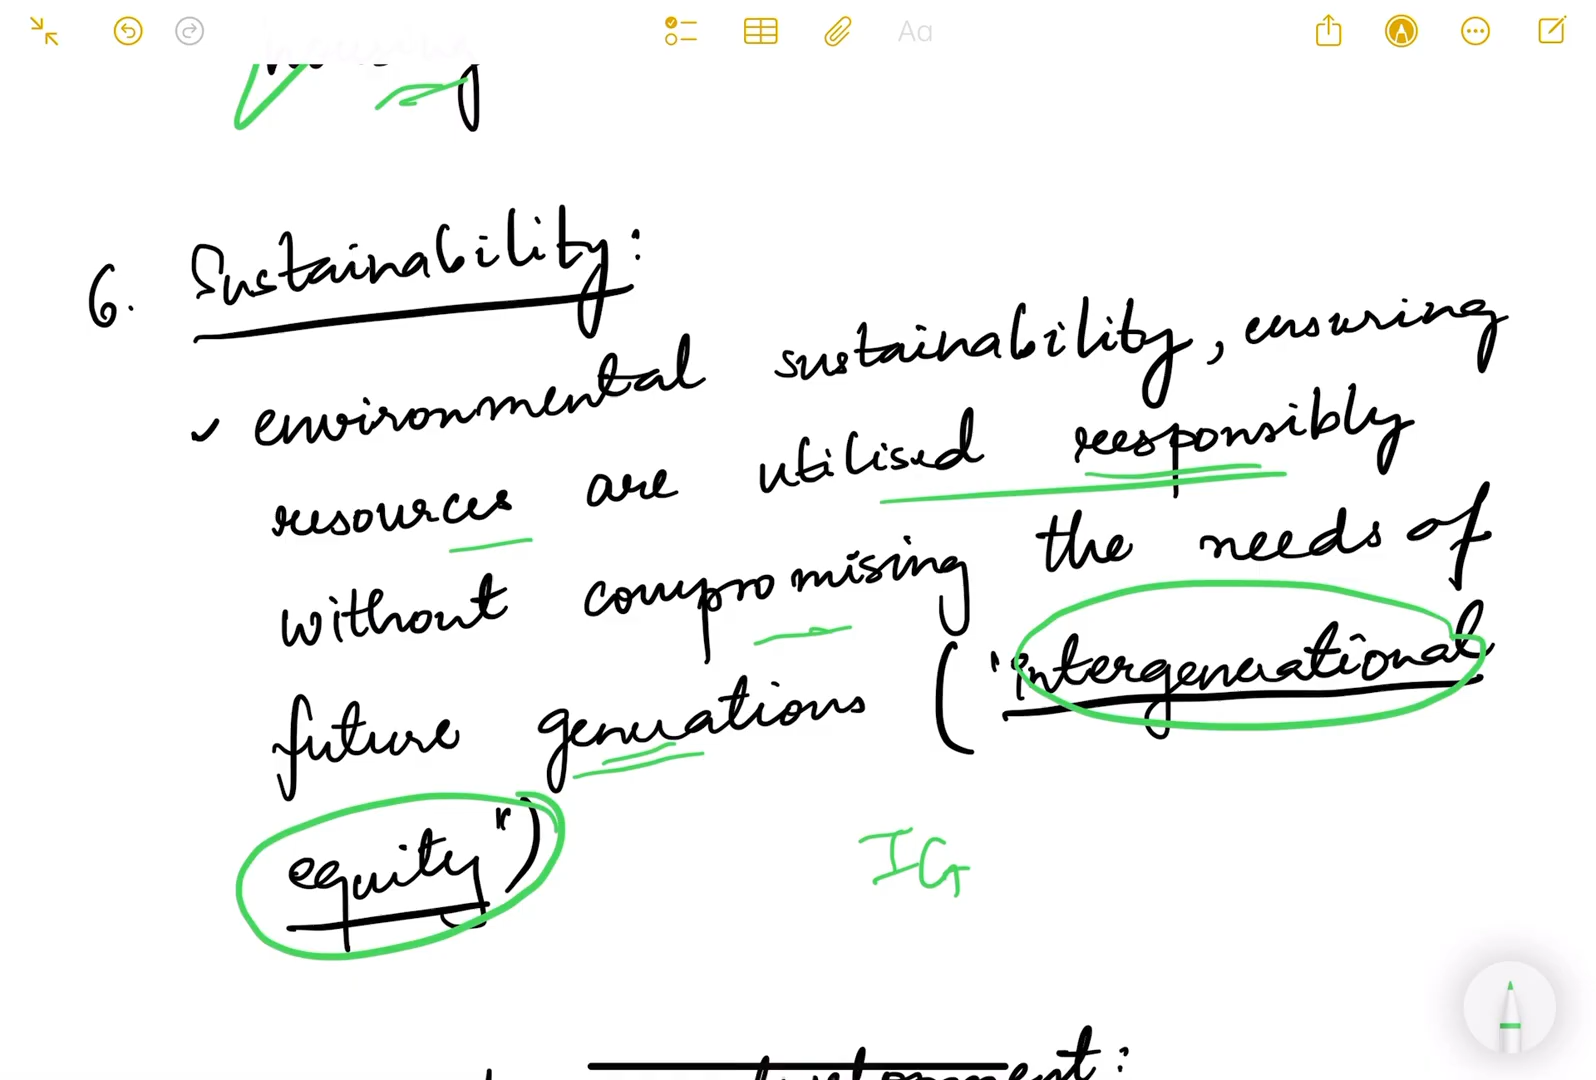 Aa
6. Sustainability:
✓ environmental sustainability, ensuring
resources are utilised responsibly
without compromising the needs of
future generations ("intergenerational
equity")
IG